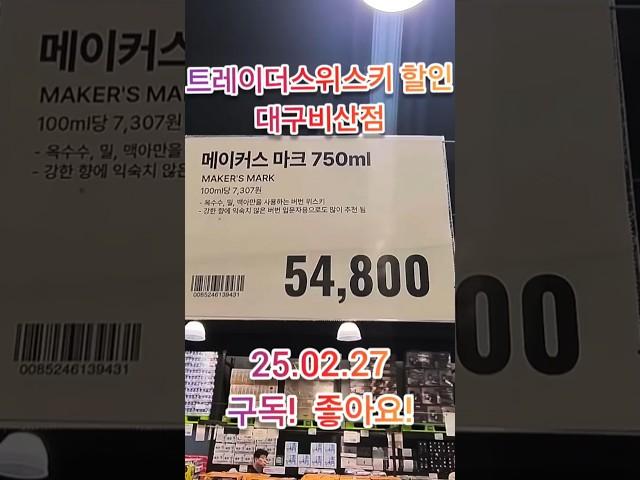 트레이더스위스키 할인
대구비산점
메이커스 마크 750ml
MAKER'S MARK
100ml당 7,307원
- 옥수수, 밀, 맥아만을 사용하는 버번 위스키
- 강한 향에 익숙치 않은 버번 입문자용으로도 많이 추천 됨
54,800
0085246139431
25.02.27
구독! 좋아요!
메이커스
MAKER'S MA
100ml당 7,307원
- 옥수수, 밀, 맥아만을
- 강한 향에 익숙치 않은
0085246139431
00